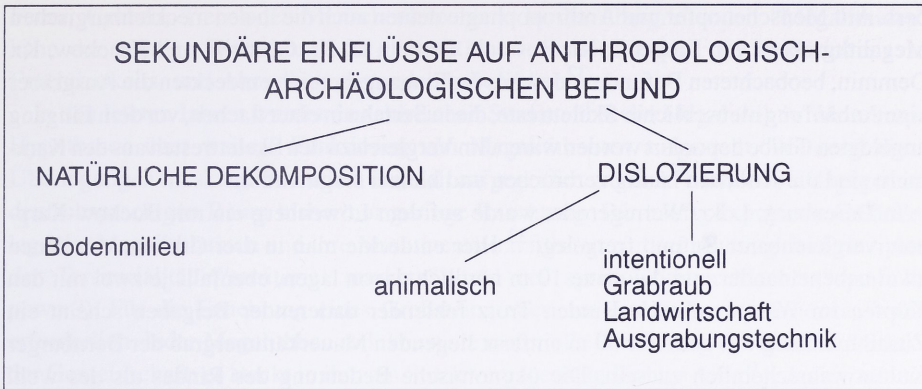 SEKUNDÄRE EINFLÜSSE AUF ANTHROPOLOGISCH-
ARCHÄOLOGISCHEN BEFUND
NATÜRLICHE DEKOMPOSITION
DISLOZIERUNG
Bodenmilieu
animalisch
intentionell
Grabraub
Landwirtschaft
Ausgrabungstechnik